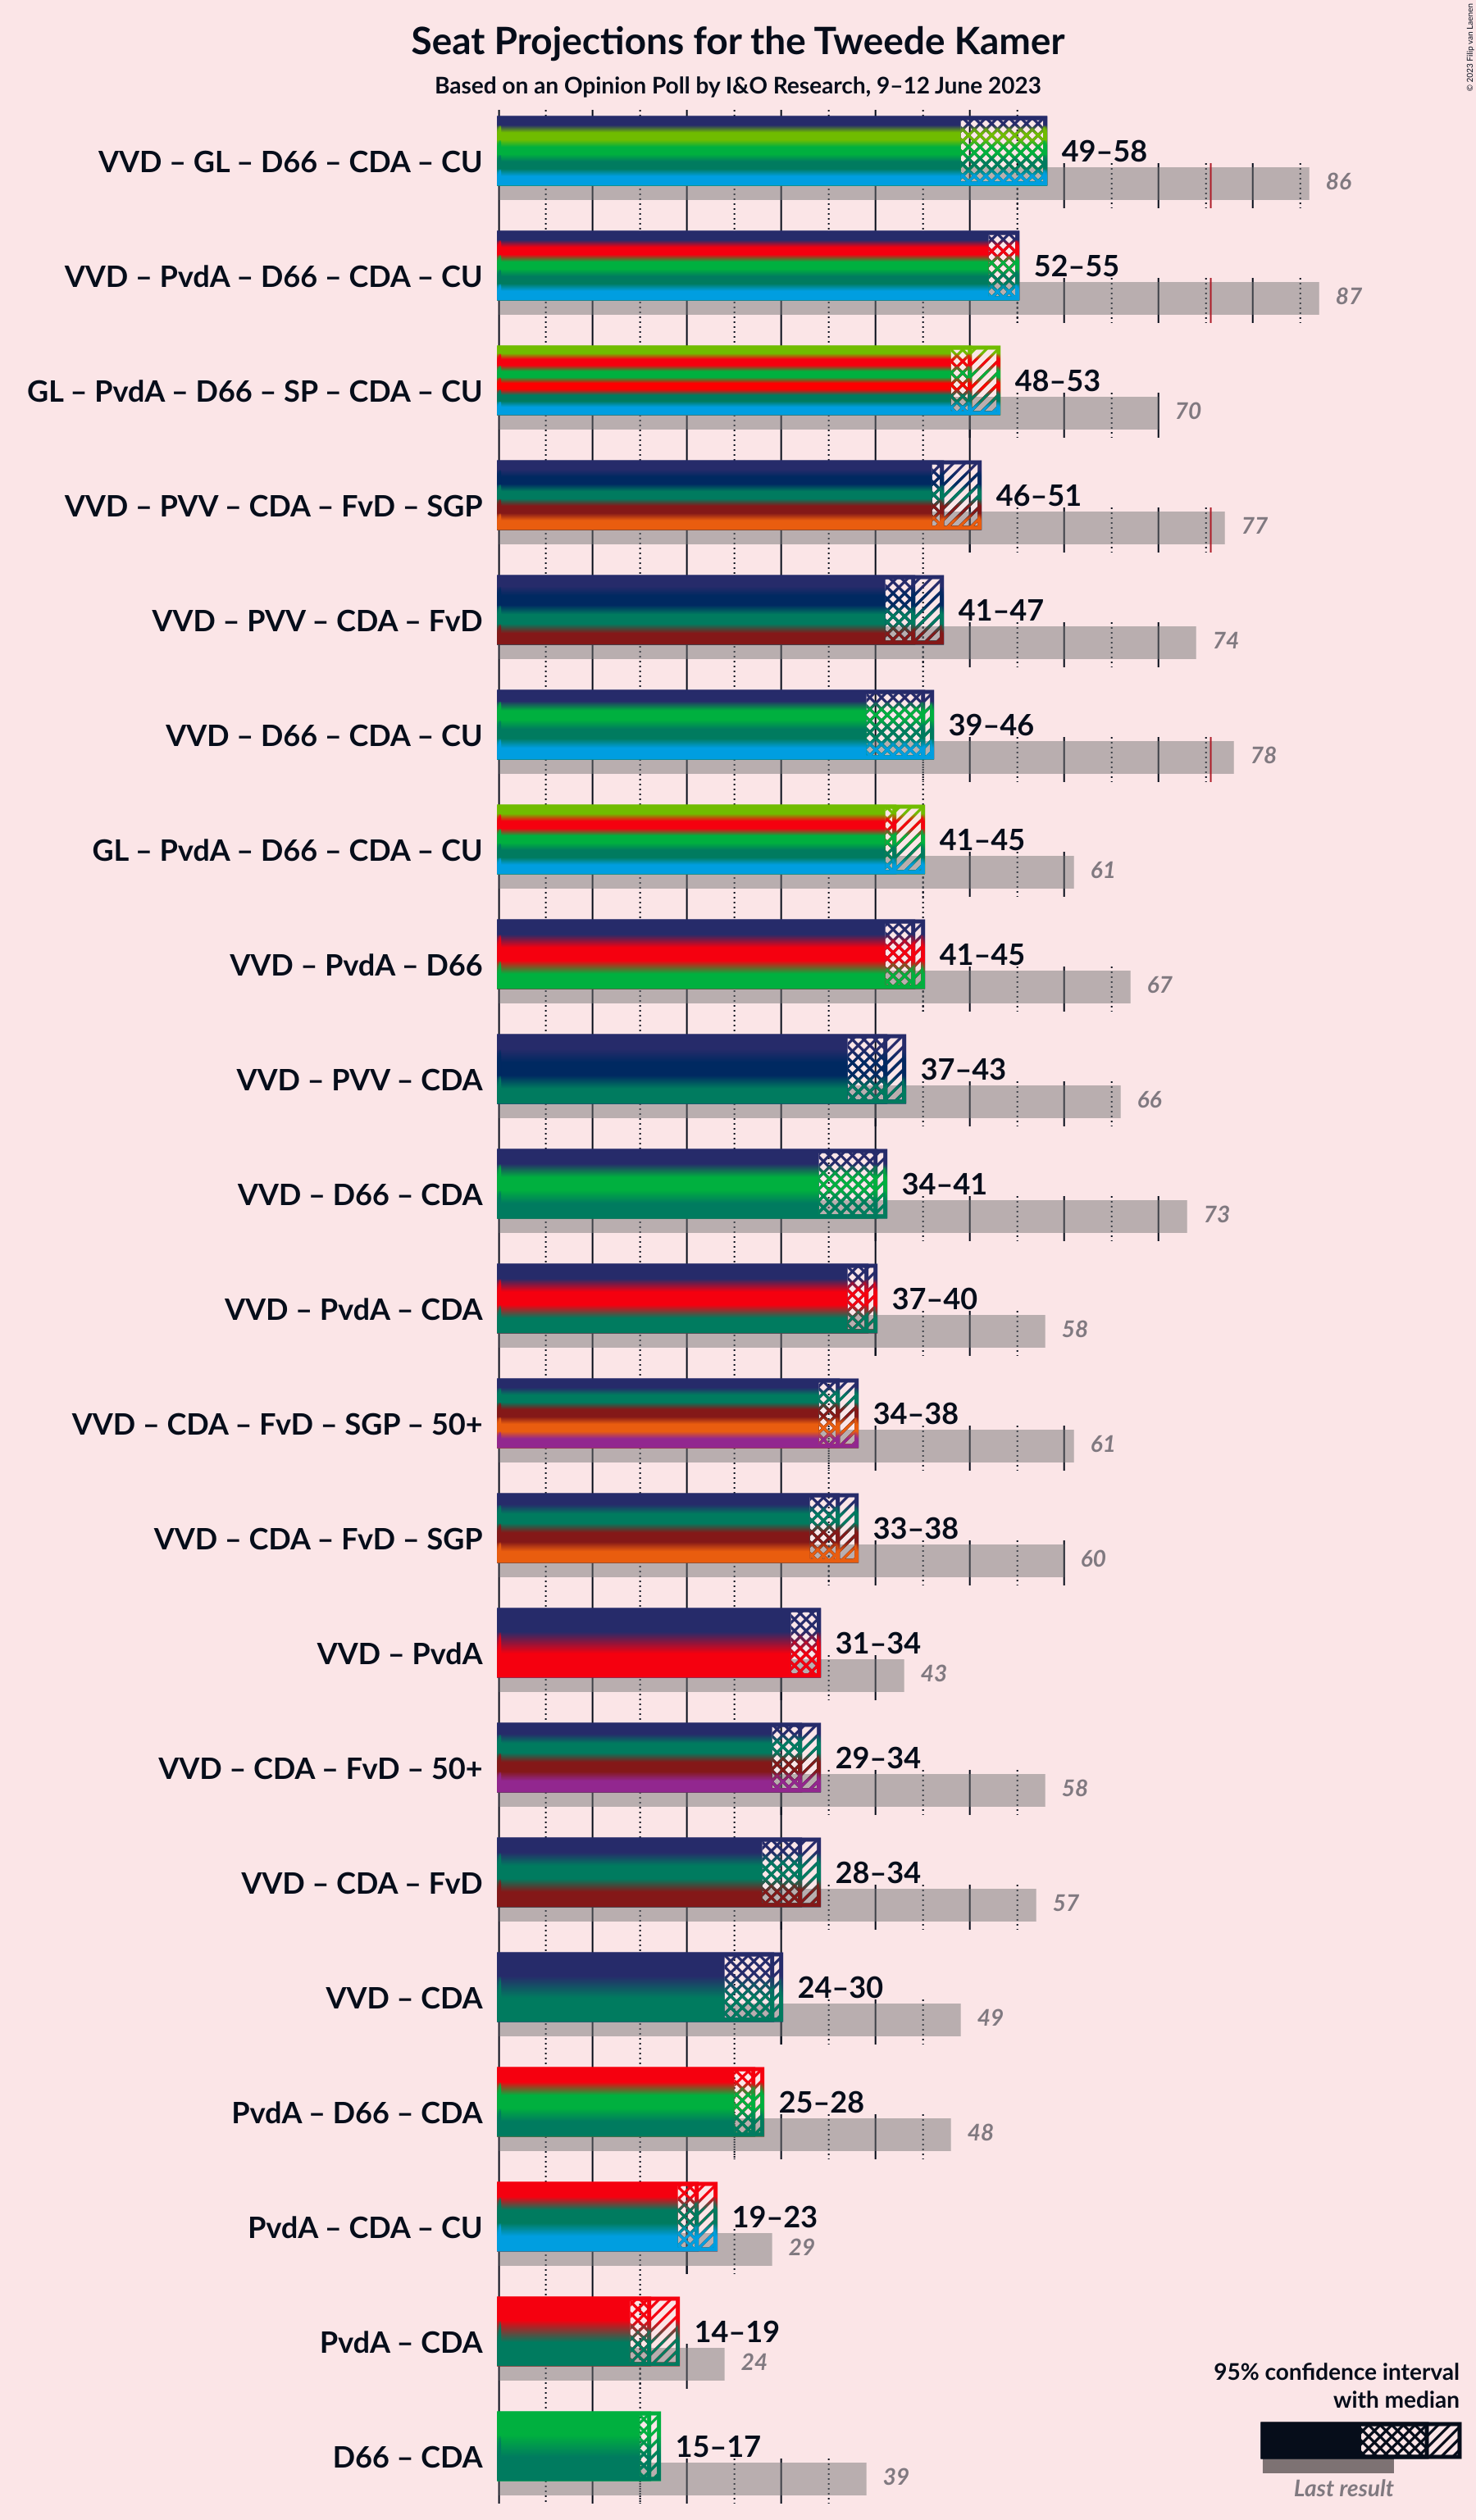 © 2023 Filip van Laenen
Seat Projections for the Tweede Kamer
Based on an Opinion Poll by I&O Research, 9–12 June 2023
VVD – GL – D66 – CDA – CU
49–58
86
VVD – PvdA – D66 – CDA – CU
52–55
87
GL – PvdA – D66 – SP – CDA – CU
48–53
70
VVD – PVV – CDA – FvD – SGP
46–51
77
VVD – PVV – CDA – FvD
41–47
74
VVD – D66 – CDA – CU
39–46
78
GL – PvdA – D66 – CDA – CU
41–45
61
VVD – PvdA – D66
41–45
67
VVD – PVV – CDA
37–43
66
VVD – D66 – CDA
34–41
73
VVD – PvdA – CDA
37–40
58
VVD – CDA – FvD – SGP – 50+
34–38
61
VVD – CDA – FvD – SGP
33–38
60
VVD – PvdA
31–34
43
VVD – CDA – FvD – 50+
29–34
58
VVD – CDA – FvD
28–34
57
VVD – CDA
24–30
49
PvdA – D66 – CDA
25–28
48
PvdA – CDA – CU
19–23
29
PvdA – CDA
14–19
24
D66 – CDA
15–17
39
95% confidence interval
with median
Last result